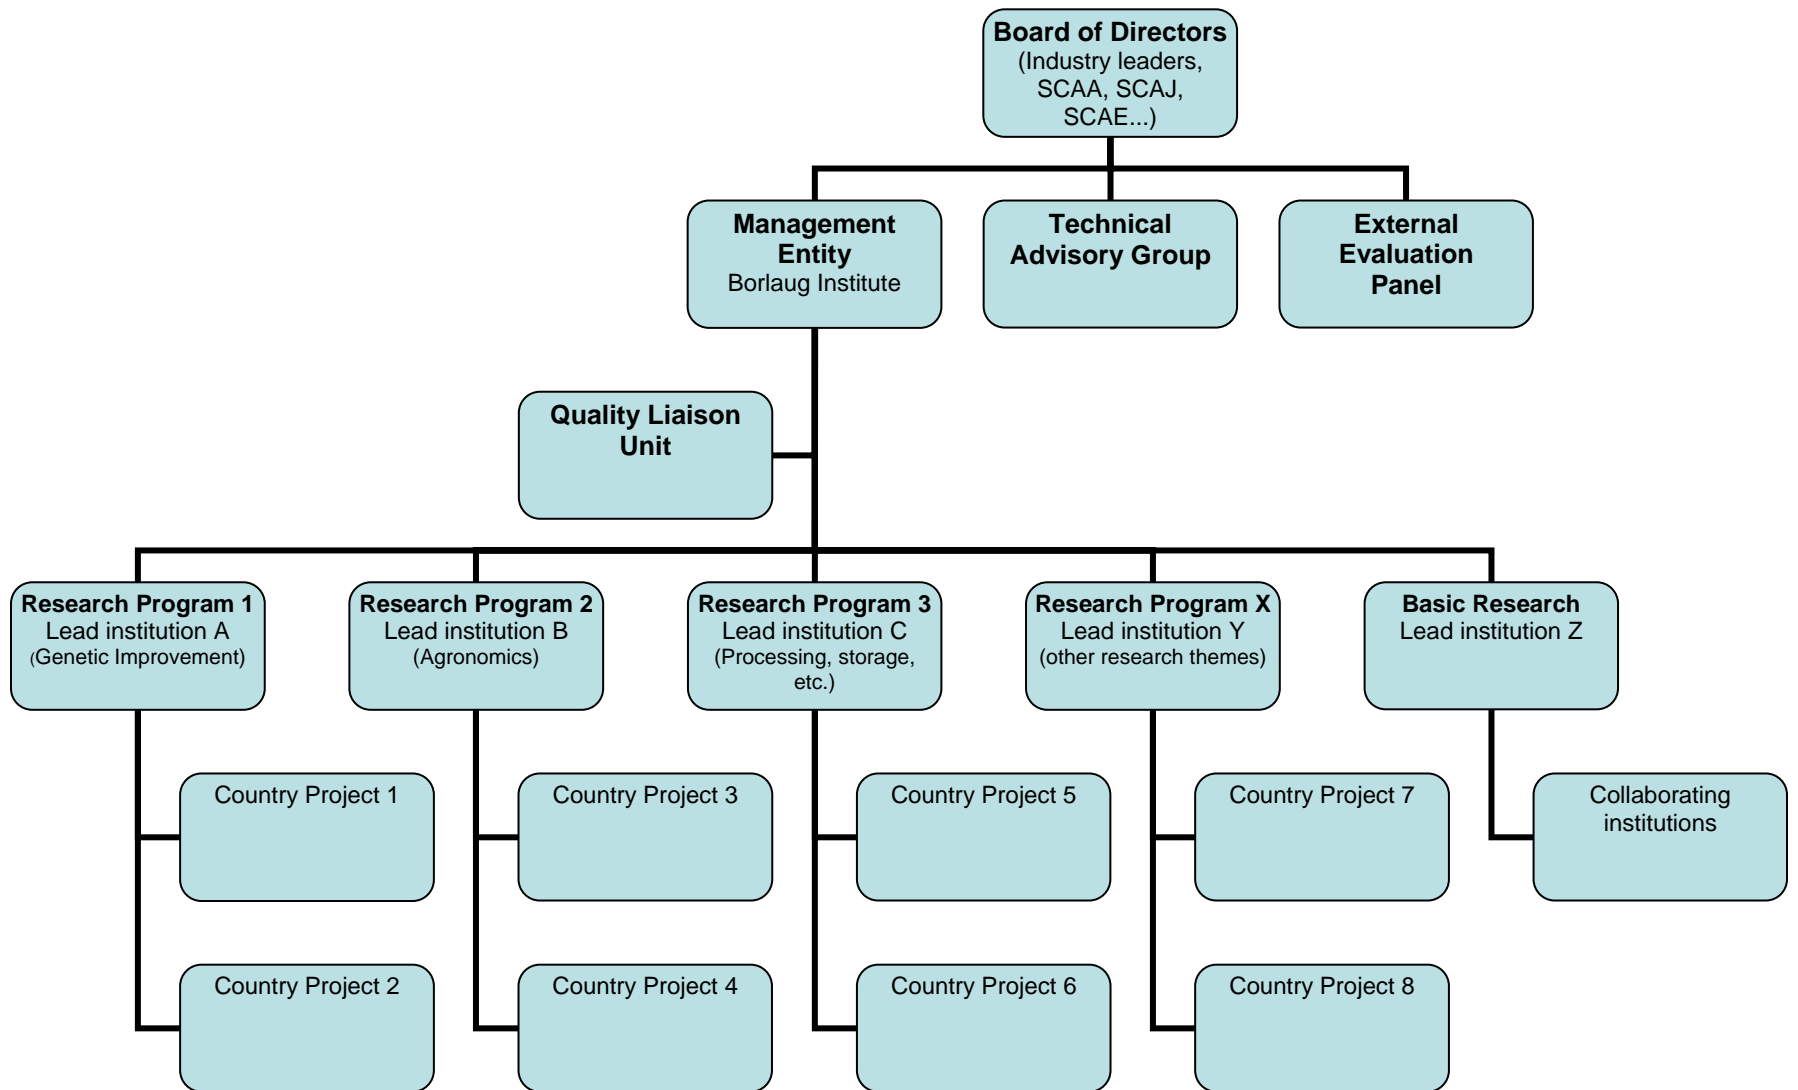 Board of Directors
(Industry leaders,
SCAA, SCAJ,
SCAE...)
Management
Entity
Borlaug Institute
Technical
Advisory Group
External
Evaluation
Panel
Quality Liaison
Unit
Research Program 1
Lead institution A
(Genetic Improvement)
Research Program 2
Lead institution B
(Agronomics)
Research Program 3
Lead institution C
(Processing, storage,
etc.)
Research Program X
Lead institution Y
(other research themes)
Basic Research
Lead institution Z
Country Project 1
Country Project 3
Country Project 5
Country Project 7
Collaborating
institutions
Country Project 2
Country Project 4
Country Project 6
Country Project 8